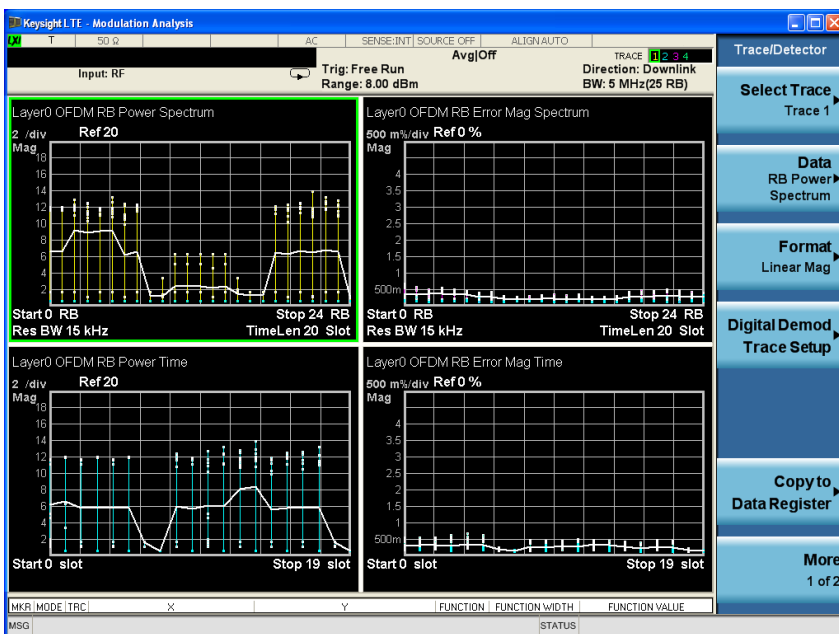 Keysight LTE - Modulation Analysis
LXI T 50 Ω AC SENSE:INT SOURCE OFF ALIGN AUTO
Avg|Off
TRACE 1 2 3 4
Input: RF
Trig: Free Run
Direction: Downlink
Range: 8.00 dBm
BW: 5 MHz(25 RB)
Layer0 OFDM RB Power Spectrum
2 /div Ref 20
Mag
18
16
14
12
10
8
6
4
2
Start 0 RB Stop 24 RB
Res BW 15 kHz TimeLen 20 Slot
Layer0 OFDM RB Error Mag Spectrum
500 m%/div Ref 0 %
Mag
4
3.5
3
2.5
2
1.5
1
500m
Start 0 RB Stop 24 RB
Res BW 15 kHz TimeLen 20 Slot
Layer0 OFDM RB Power Time
2 /div Ref 20
Mag
18
16
14
12
10
8
6
4
2
Start 0 slot Stop 19 slot
Layer0 OFDM RB Error Mag Time
500 m%/div Ref 0 %
Mag
4
3.5
3
2.5
2
1.5
1
500m
Start 0 slot Stop 19 slot
MKR MODE TRC X Y FUNCTION FUNCTION WIDTH FUNCTION VALUE
MSG STATUS
Trace/Detector
Select Trace
Trace 1
Data
RB Power
Spectrum
Format
Linear Mag
Digital Demod
Trace Setup
Copy to
Data Register
More
1 of 2